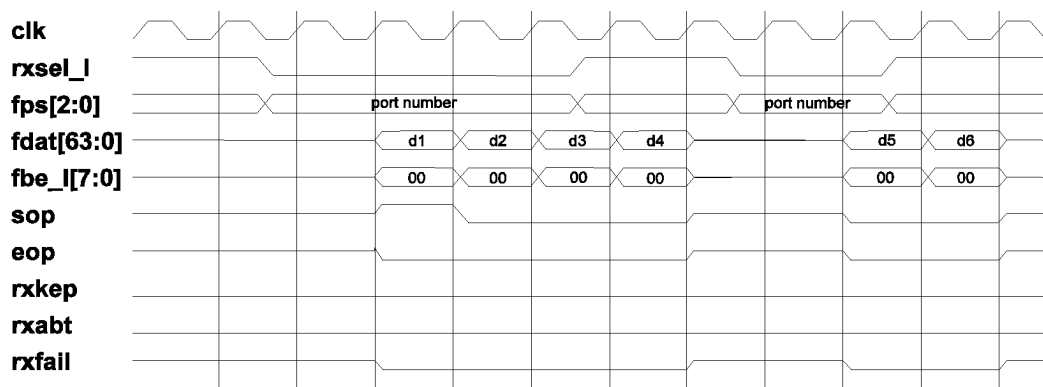 clk
rxsel_l
fps[2:0] port number port number
fdat[63:0] d1 d2 d3 d4 d5 d6
fbe_l[7:0] 00 00 00 00 00 00
sop
eop
rxkep
rxabt
rxfail